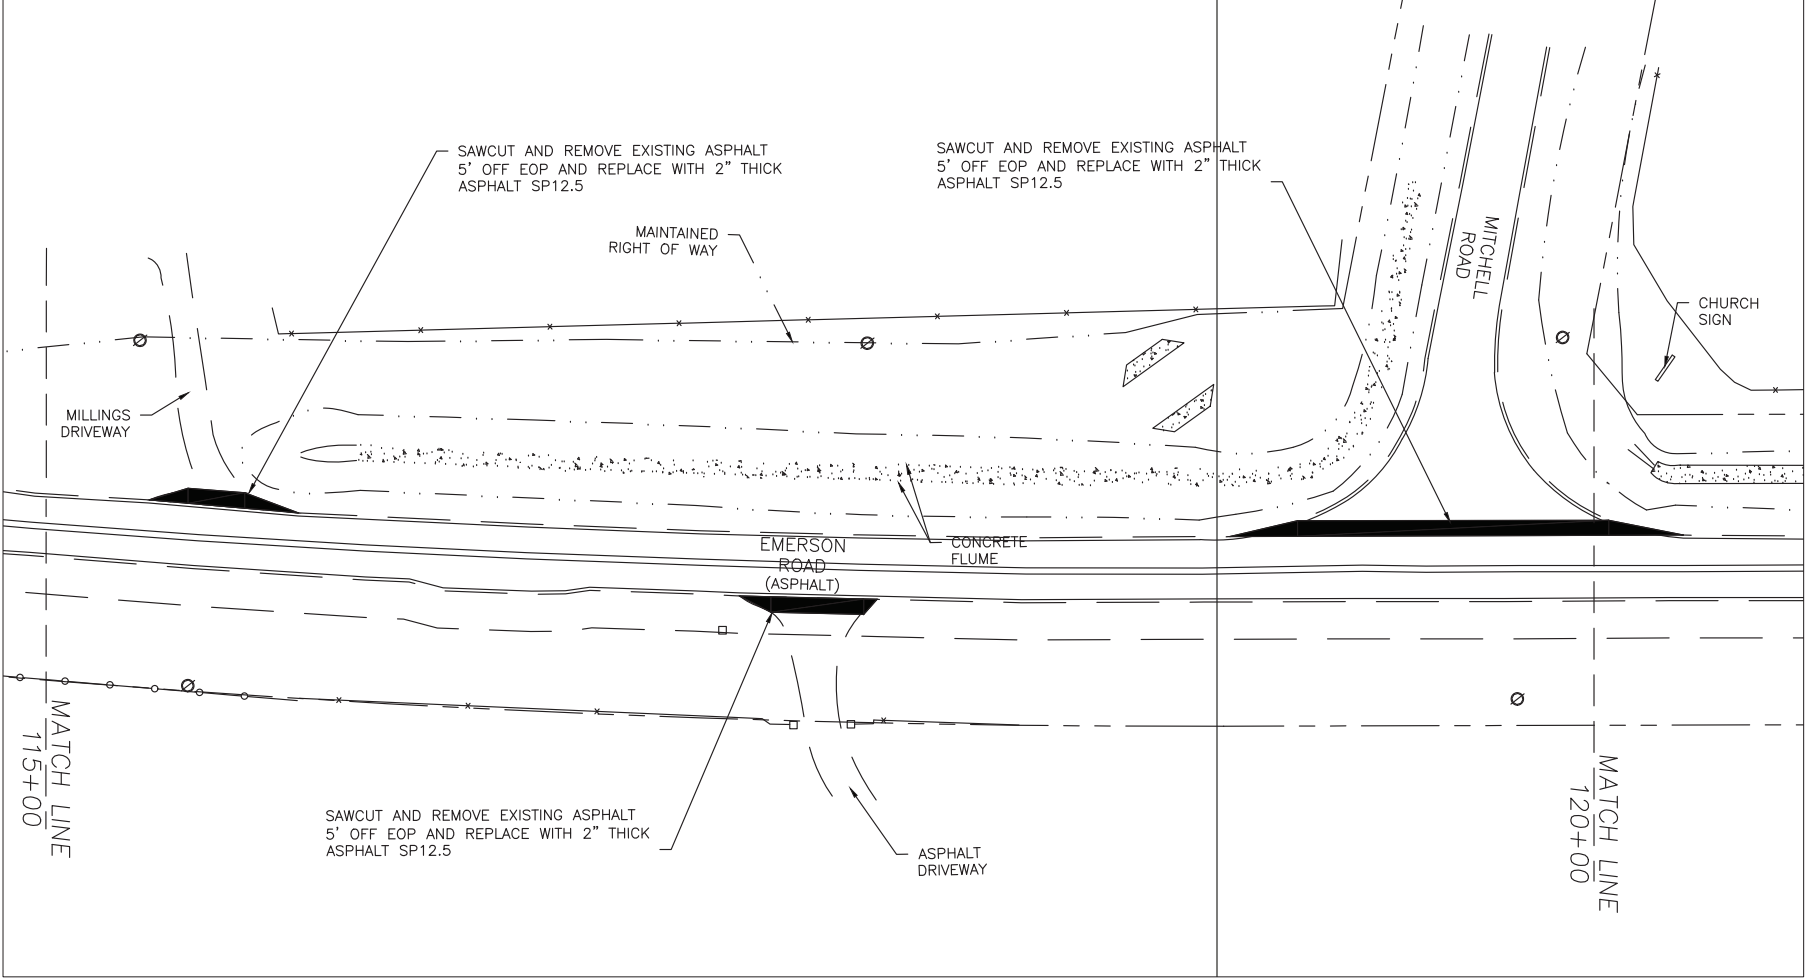 SAWCUT AND REMOVE EXISTING ASPHALT
5' OFF EOP AND REPLACE WITH 2" THICK
ASPHALT SP12.5
SAWCUT AND REMOVE EXISTING ASPHALT
5' OFF EOP AND REPLACE WITH 2" THICK
ASPHALT SP12.5
MAINTAINED
RIGHT OF WAY
MITCHELL
ROAD
CHURCH
SIGN
MILLINGS
DRIVEWAY
EMERSON
ROAD
(ASPHALT)
CONCRETE
FLUME
MATCH LINE
115+00
MATCH LINE
120+00
SAWCUT AND REMOVE EXISTING ASPHALT
5' OFF EOP AND REPLACE WITH 2" THICK
ASPHALT SP12.5
ASPHALT
DRIVEWAY